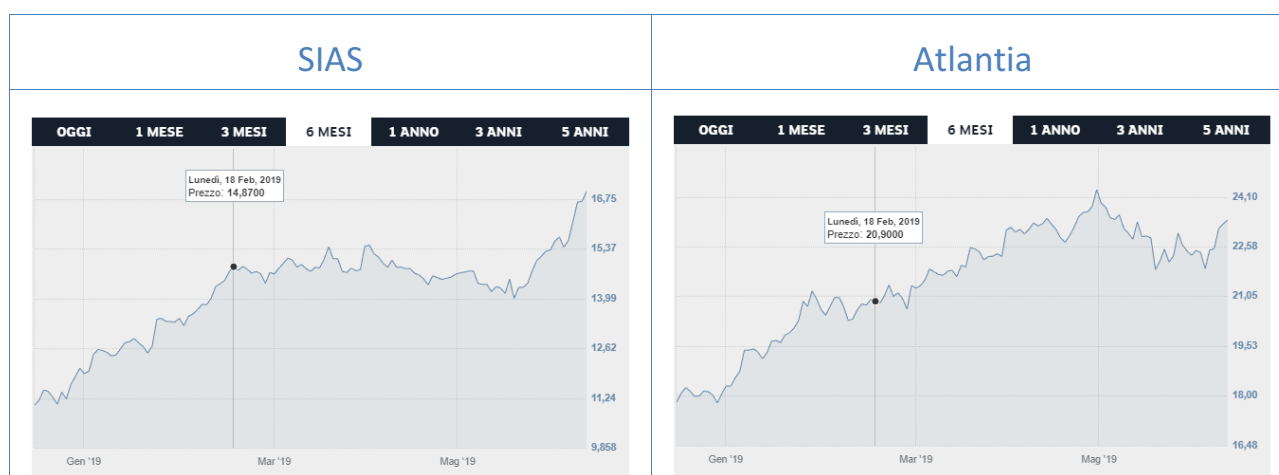 SIAS
Atlantia
OGGI 1 MESE 3 MESI 6 MESI 1 ANNO 3 ANNI 5 ANNI
Lunedì, 18 Feb, 2019
Prezzo: 14,8700
16,75
15,37
13,99
12,62
11,24
9,858
Gen '19 Mar '19 Mag '19
OGGI 1 MESE 3 MESI 6 MESI 1 ANNO 3 ANNI 5 ANNI
Lunedì, 18 Feb, 2019
Prezzo: 20,9000
24,10
22,58
21,05
19,53
18,00
16,48
Gen '19 Mar '19 Mag '19